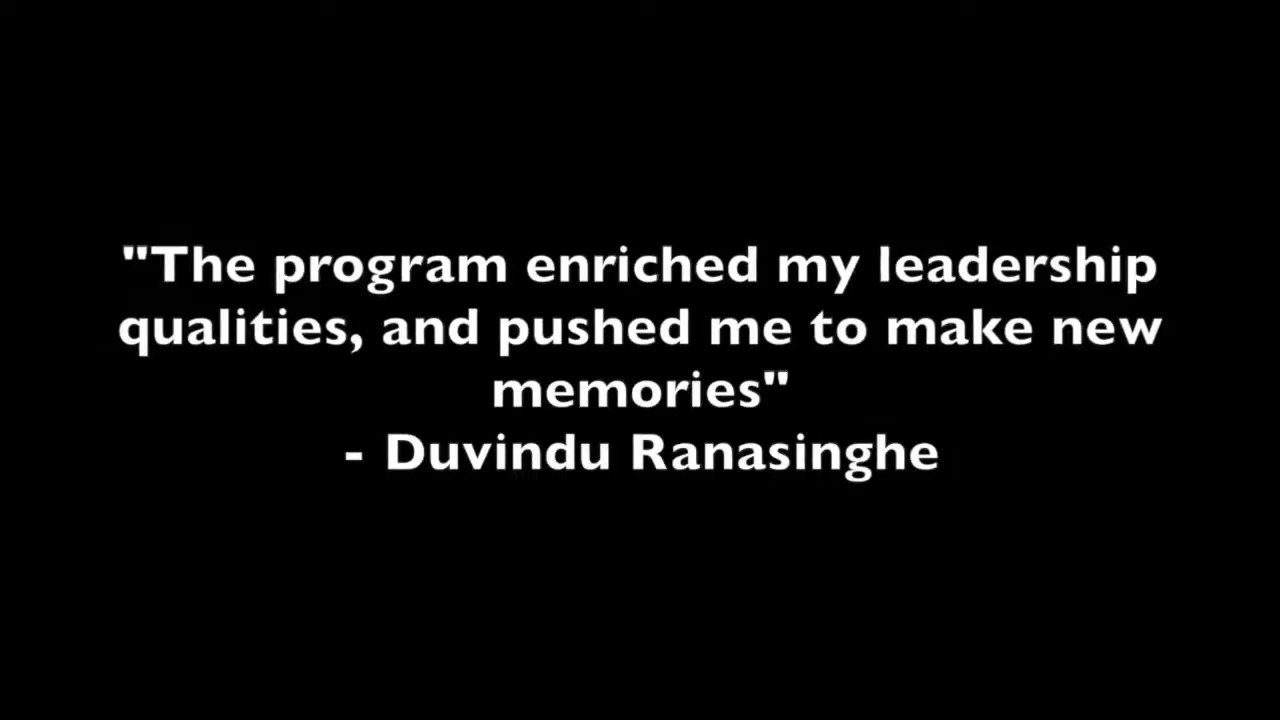 "The program enriched my leadership
qualities, and pushed me to make new
memories"
- Duvindu Ranasinghe